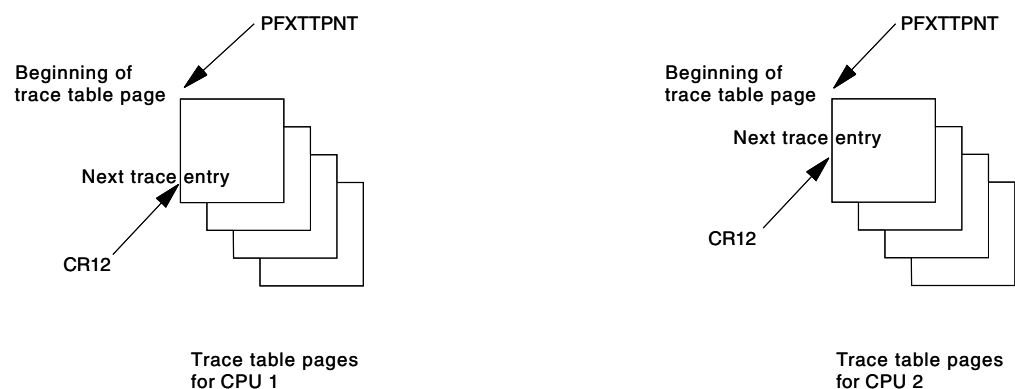 PFXTTPNT
Beginning of
trace table page
Next trace entry
CR12
Trace table pages
for CPU 1
PFXTTPNT
Beginning of
trace table page
Next trace entry
CR12
Trace table pages
for CPU 2